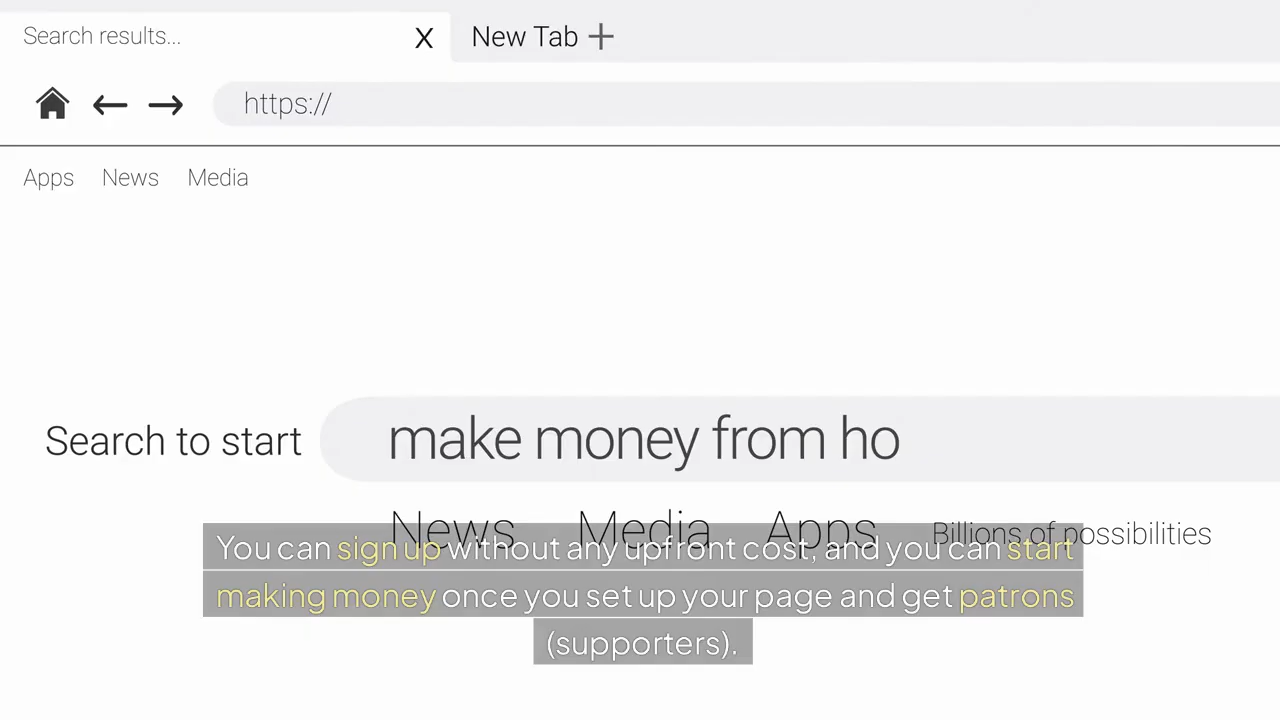 Search results...
X
New Tab +
https://
Apps News Media
Search to start
make money from ho
News Media Apps Billions of possibilities
You can sign up without any upfront cost, and you can start
making money once you set up your page and get patrons
(supporters).